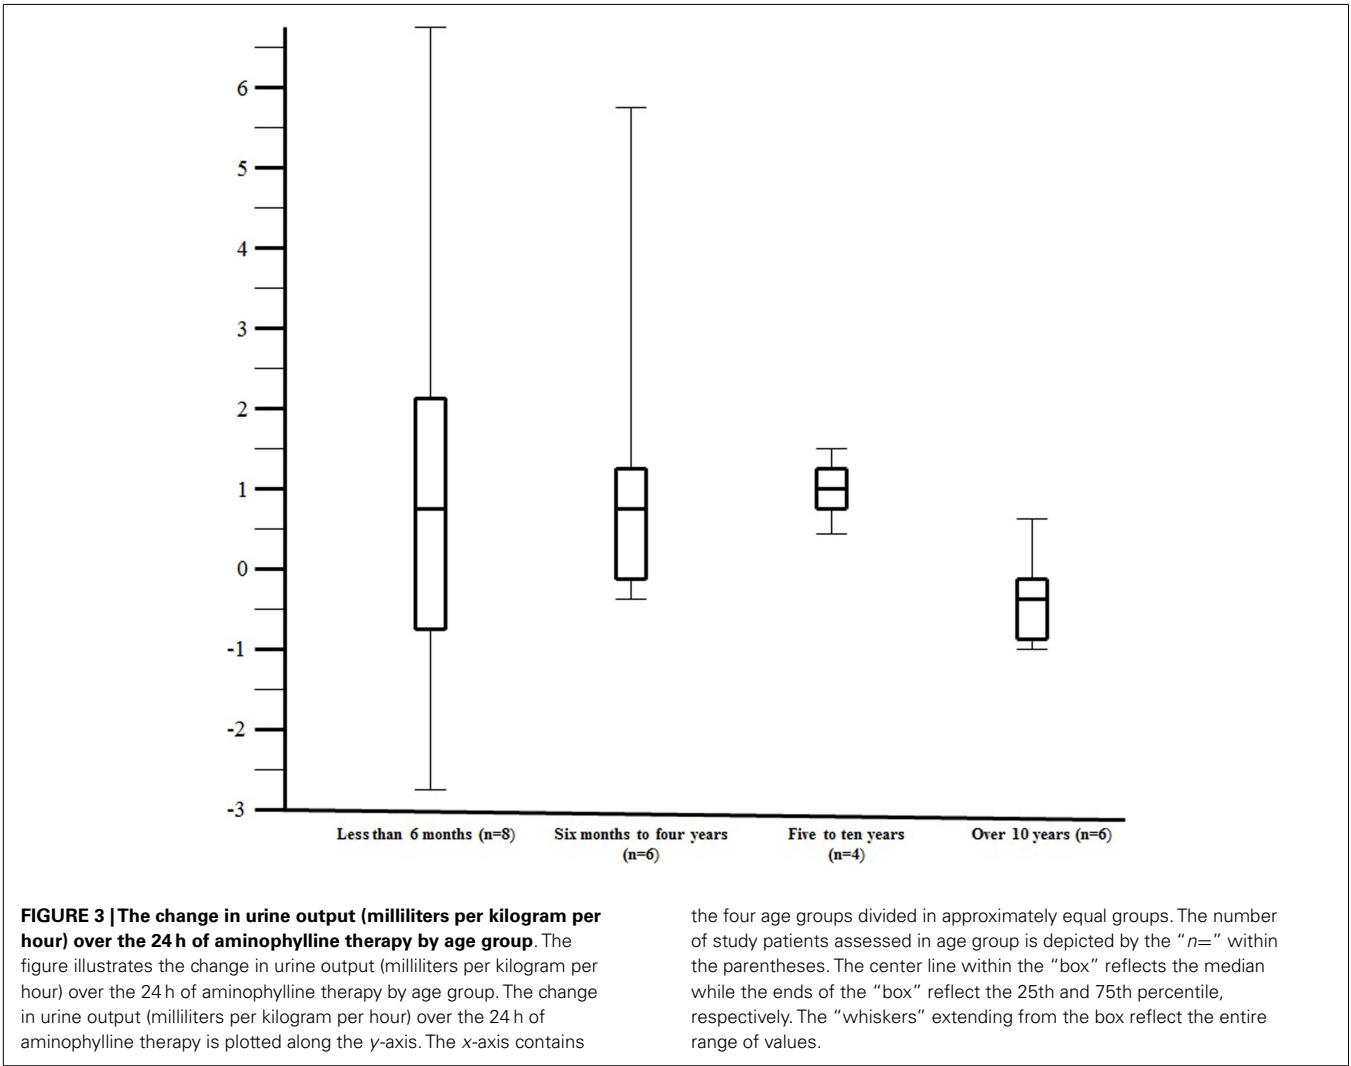 6
5
4
3
2
1
0
-1
-2
-3
Less than 6 months (n=8)
Six months to four years
(n=6)
Five to ten years
(n=4)
Over 10 years (n=6)
FIGURE 3 | The change in urine output (milliliters per kilogram per
hour) over the 24 h of aminophylline therapy by age group. The
figure illustrates the change in urine output (milliliters per kilogram per
hour) over the 24 h of aminophylline therapy by age group. The change
in urine output (milliliters per kilogram per hour) over the 24 h of
aminophylline therapy is plotted along the y-axis. The x-axis contains
the four age groups divided in approximately equal groups. The number
of study patients assessed in age group is depicted by the “n=” within
the parentheses. The center line within the “box” reflects the median
while the ends of the “box” reflect the 25th and 75th percentile,
respectively. The “whiskers” extending from the box reflect the entire
range of values.